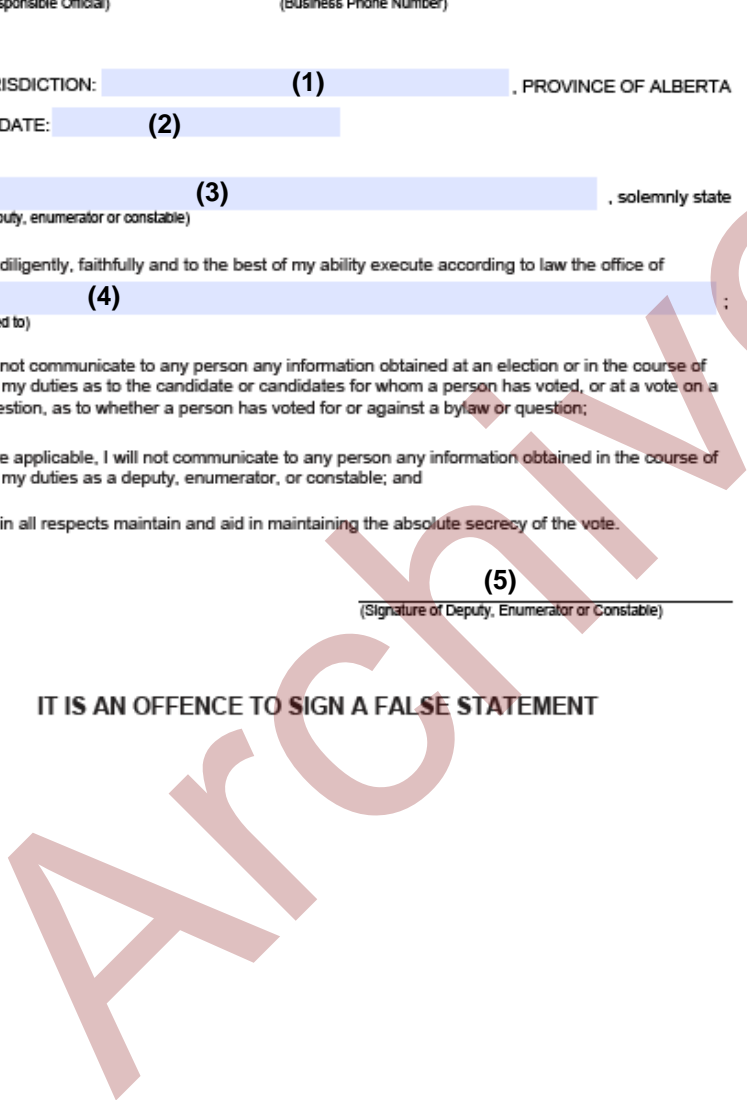 sponsible Official) (Business Phone Number)
RISDICTION: (1) , PROVINCE OF ALBERTA
DATE: (2)
(3) , solemnly state
puty, enumerator or constable)
diligently, faithfully and to the best of my ability execute according to law the office of
(4) ;
ed to)
not communicate to any person any information obtained at an election or in the course of
my duties as to the candidate or candidates for whom a person has voted, or at a vote on a
estion, as to whether a person has voted for or against a bylaw or question;
e applicable, I will not communicate to any person any information obtained in the course of
my duties as a deputy, enumerator, or constable; and
in all respects maintain and aid in maintaining the absolute secrecy of the vote.
(5)
(Signature of Deputy, Enumerator or Constable)
IT IS AN OFFENCE TO SIGN A FALSE STATEMENT
Archive